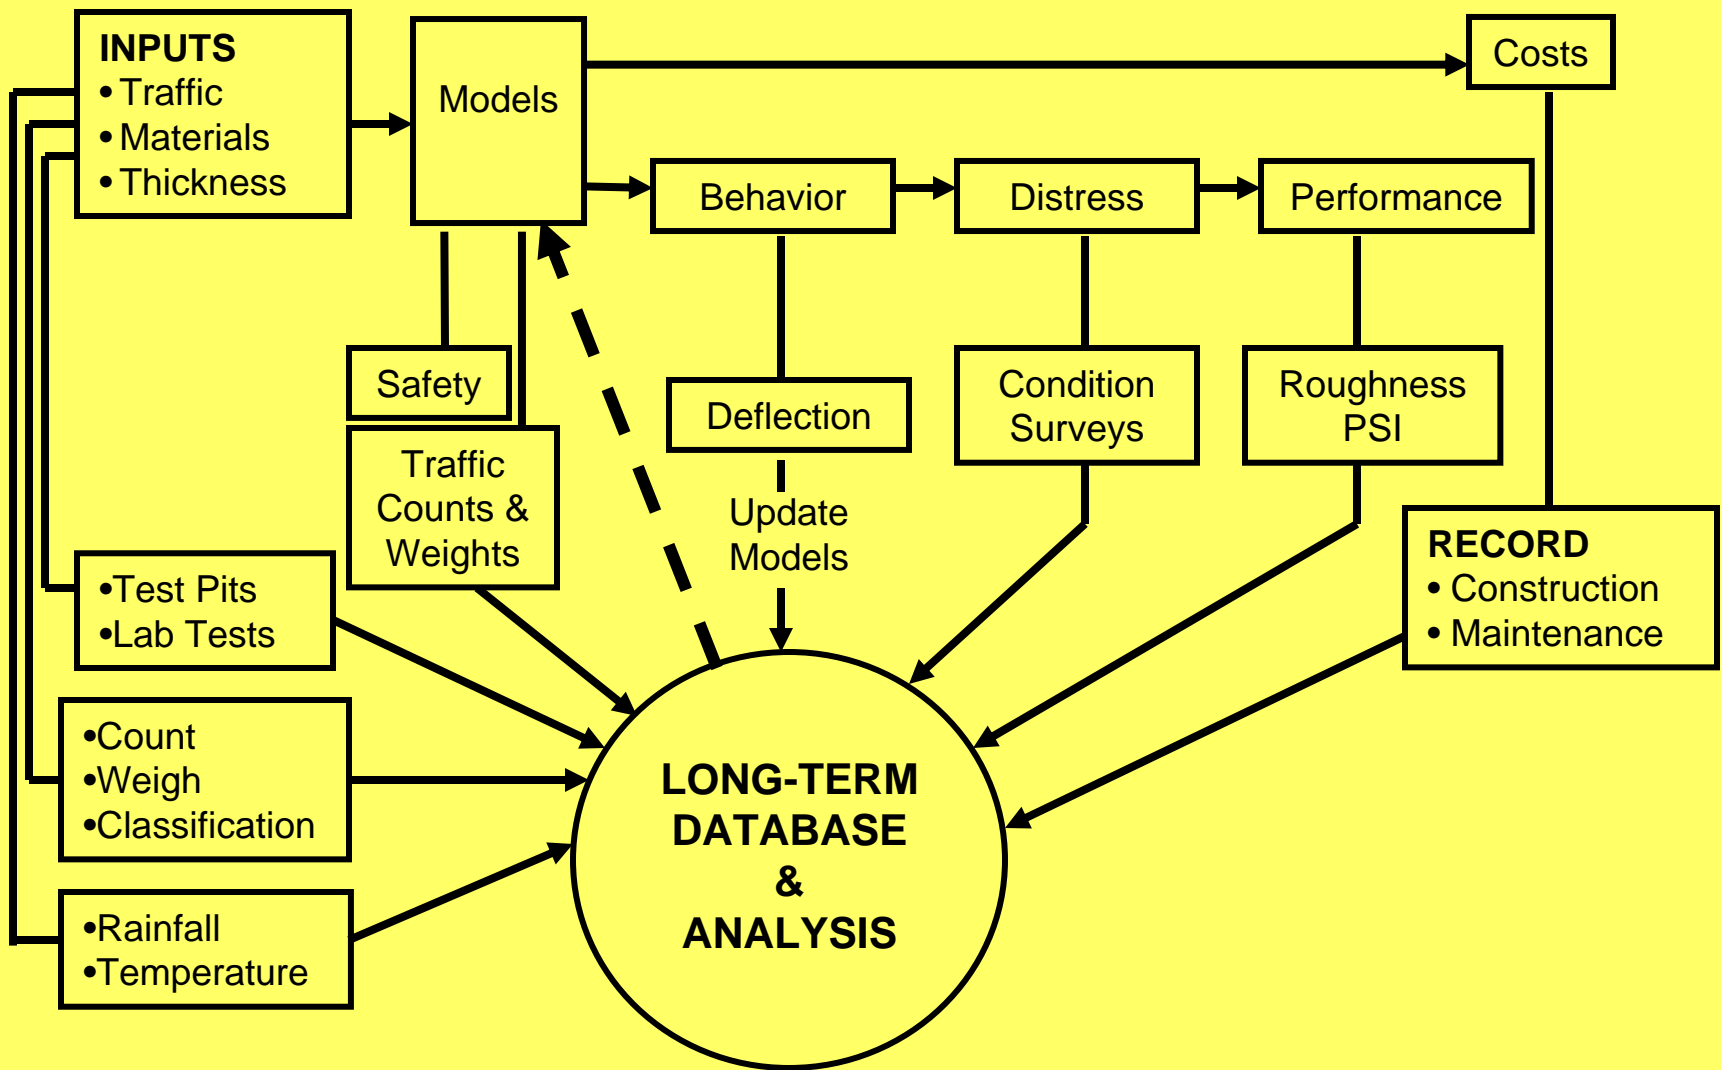 INPUTS
• Traffic
• Materials
• Thickness
Models
Costs
Behavior
Distress
Performance
Safety
Deflection
Condition
Surveys
Roughness
PSI
Traffic
Counts &
Weights
Update
Models
RECORD
• Construction
• Maintenance
•Test Pits
•Lab Tests
•Count
•Weigh
•Classification
LONG-TERM
DATABASE
&
ANALYSIS
•Rainfall
•Temperature